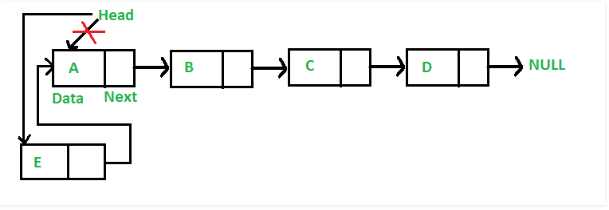 Head
A B C D NULL
Data Next
E